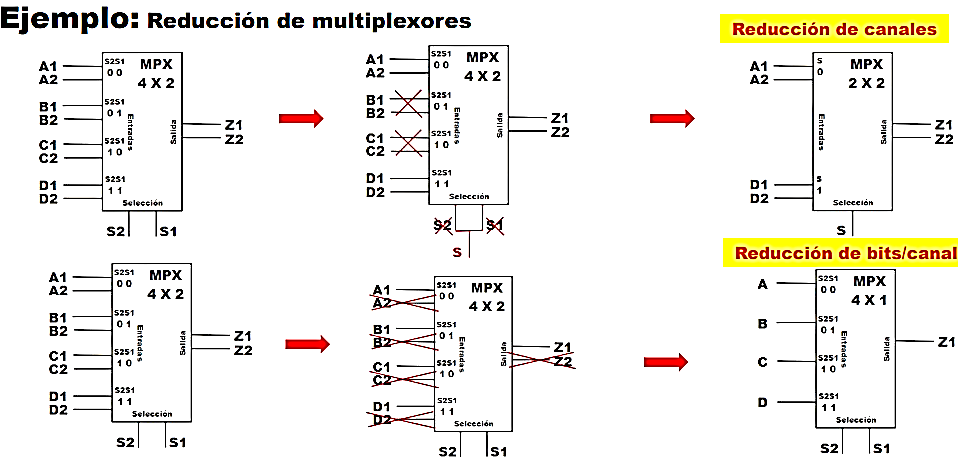 Ejemplo: Reducción de multiplexores
Reducción de canales
A1
A2
B1
B2
C1
C2
D1
D2
S2S1
0 0
S2S1
0 1
S2S1
1 0
S2S1
1 1
MPX
4 X 2
Entradas
Salida
Selección
Z1
Z2
S2
S1
A1
A2
B1
B2
C1
C2
D1
D2
S2S1
0 0
S2S1
0 1
S2S1
1 0
S2S1
1 1
MPX
4 X 2
Entradas
Salida
Selección
Z1
Z2
S2
S1
S
A1
A2
D1
D2
S
0
S
1
MPX
2 X 2
Entradas
Salida
Selección
Z1
Z2
S
Reducción de bits/canal
A1
A2
B1
B2
C1
C2
D1
D2
S2S1
0 0
S2S1
0 1
S2S1
1 0
S2S1
1 1
MPX
4 X 2
Entradas
Salida
Selección
Z1
Z2
S2
S1
A1
A2
B1
B2
C1
C2
D1
D2
S2S1
0 0
S2S1
0 1
S2S1
1 0
S2S1
1 1
MPX
4 X 2
Entradas
Salida
Selección
Z1
Z2
S2
S1
A
B
C
D
S2S1
0 0
S2S1
0 1
S2S1
1 0
S2S1
1 1
MPX
4 X 1
Entradas
Salida
Selección
Z1
S2
S1